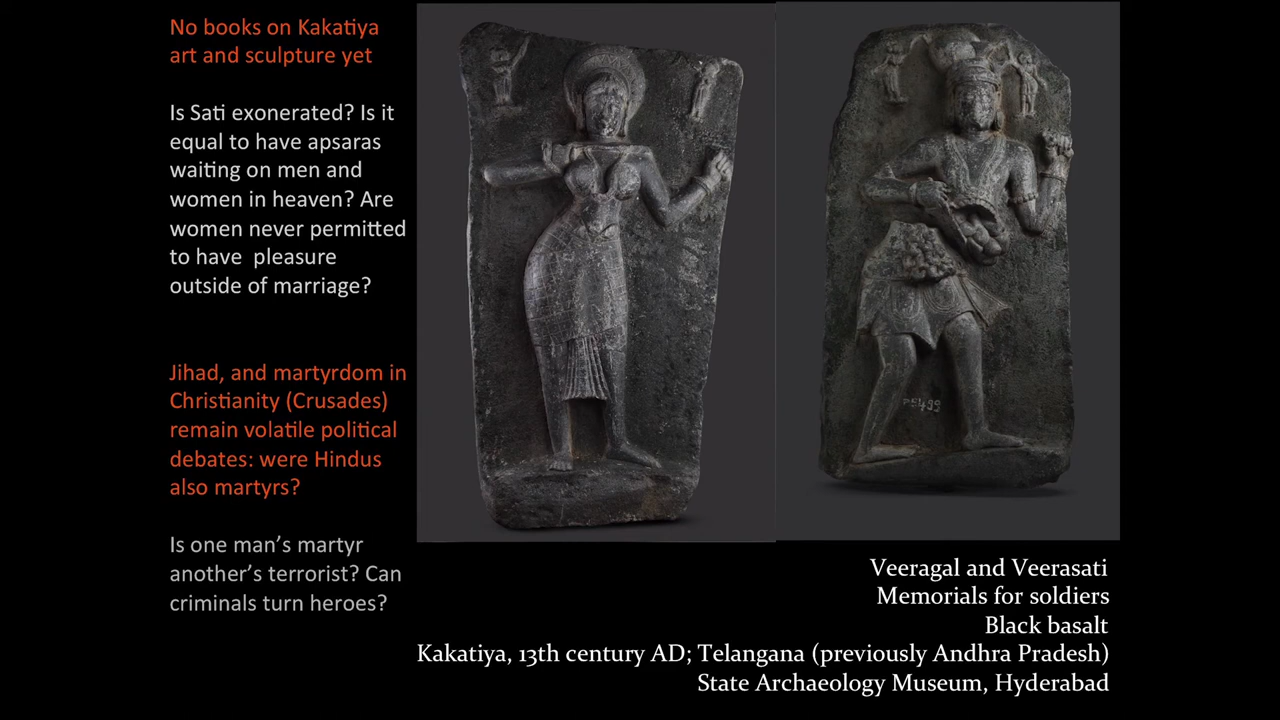 No books on Kakatiya
art and sculpture yet
Is Sati exonerated? Is it
equal to have apsaras
waiting on men and
women in heaven? Are
women never permitted
to have pleasure
outside of marriage?
Jihad, and martyrdom in
Christianity (Crusades)
remain volatile political
debates: were Hindus
also martyrs?
Is one man’s martyr
another’s terrorist? Can
criminals turn heroes?
P5499
Veeragal and Veerasati
Memorials for soldiers
Black basalt
Kakatiya, 13th century AD; Telangana (previously Andhra Pradesh)
State Archaeology Museum, Hyderabad